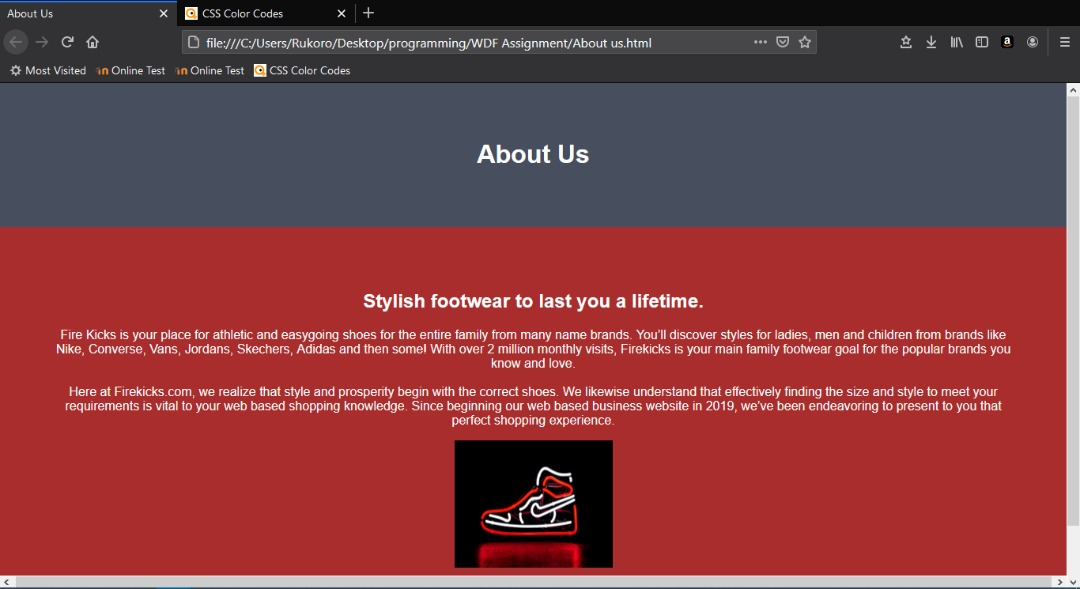 About Us
CSS Color Codes
file:///C:/Users/Rukoro/Desktop/programming/WDF Assignment/About us.html
Most Visited
Online Test
Online Test
CSS Color Codes
About Us
Stylish footwear to last you a lifetime.
Fire Kicks is your place for athletic and easygoing shoes for the entire family from many name brands. You'll discover styles for ladies, men and children from brands like
Nike, Converse, Vans, Jordans, Skechers, Adidas and then some! With over 2 million monthly visits, Firekicks is your main family footwear goal for the popular brands you
know and love.
Here at Firekicks.com, we realize that style and prosperity begin with the correct shoes. We likewise understand that effectively finding the size and style to meet your
requirements is vital to your web based shopping knowledge. Since beginning our web based business website in 2019, we've been endeavoring to present to you that
perfect shopping experience.